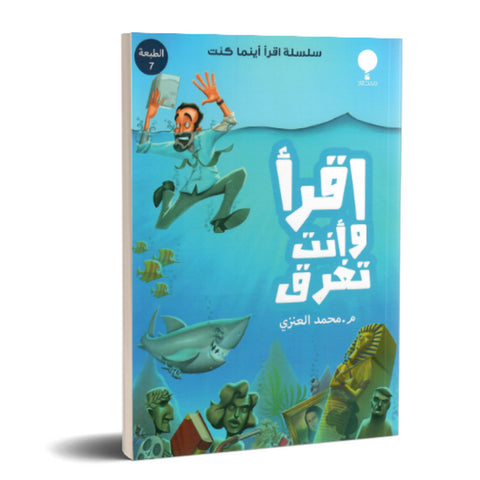 سلسلة اقرأ أينما كنت
الطبعة
7
اقرأ
وأنت
تغرق
م.محمد العنزي